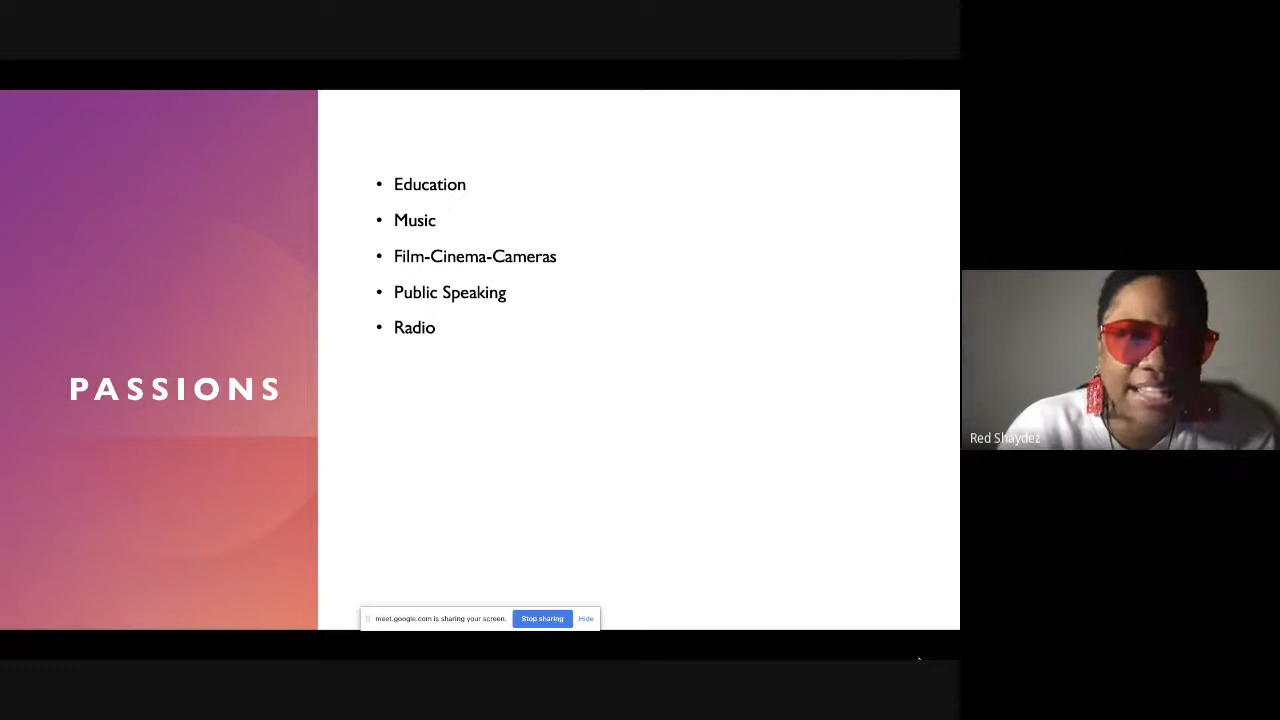 PASSIONS
• Education
• Music
• Film-Cinema-Cameras
• Public Speaking
• Radio
Red Shaydez
meet.google.com is sharing your screen. Stop sharing Hide